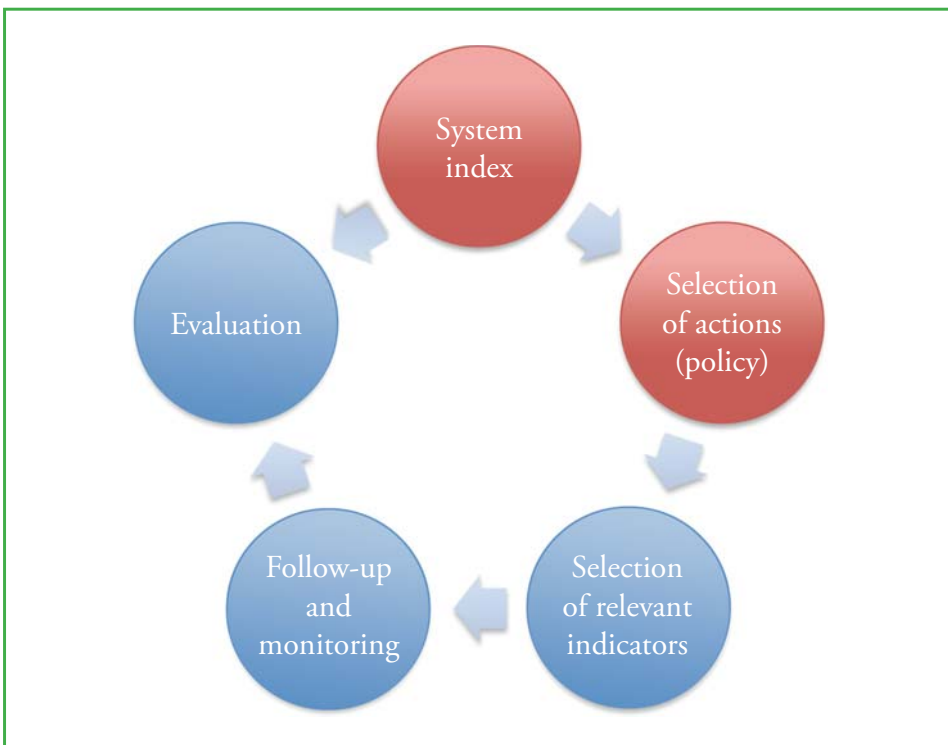 System
index
Selection
of actions
(policy)
Selection
of relevant
indicators
Follow-up
and
monitoring
Evaluation